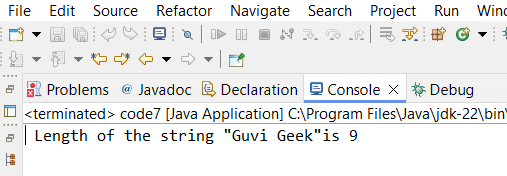 File Edit Source Refactor Navigate Search Project Run
Problems @ Javadoc Declaration Console Debug
<terminated> code7 [Java Application] C:\Program Files\Java\jdk-22\bin\
Length of the string "Guvi Geek"is 9